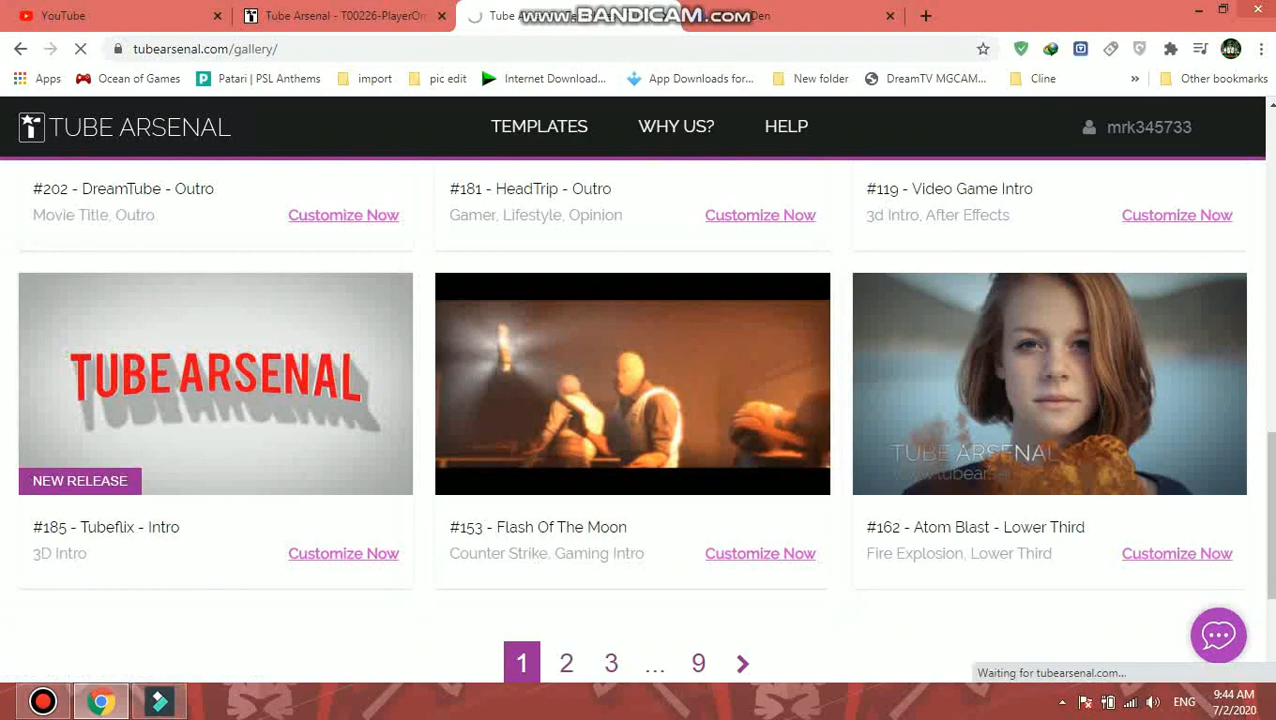 YouTube
Tube Arsenal - T00226-PlayerOn
Tube
www.BANDICAM.com
Den
tubearsenal.com/gallery/
Apps
Ocean of Games
Patari | PSL Anthems
import
pic edit
Internet Download...
App Downloads for...
New folder
DreamTV MGCAM...
Cline
»
Other bookmarks
TUBE ARSENAL
TEMPLATES
WHY US?
HELP
mrk345733
#202 - DreamTube - Outro
Movie Title, Outro
Customize Now
#181 - HeadTrip - Outro
Gamer, Lifestyle, Opinion
Customize Now
#119 - Video Game Intro
3d Intro, After Effects
Customize Now
TUBE ARSENAL
NEW RELEASE
TUBE ARSENAL
www.tubearsen
#185 - Tubeflix - Intro
3D Intro
Customize Now
#153 - Flash Of The Moon
Counter Strike, Gaming Intro
Customize Now
#162 - Atom Blast - Lower Third
Fire Explosion, Lower Third
Customize Now
1 2 3 ... 9
Waiting for tubearsenal.com...
ENG
9:44 AM
7/2/2020